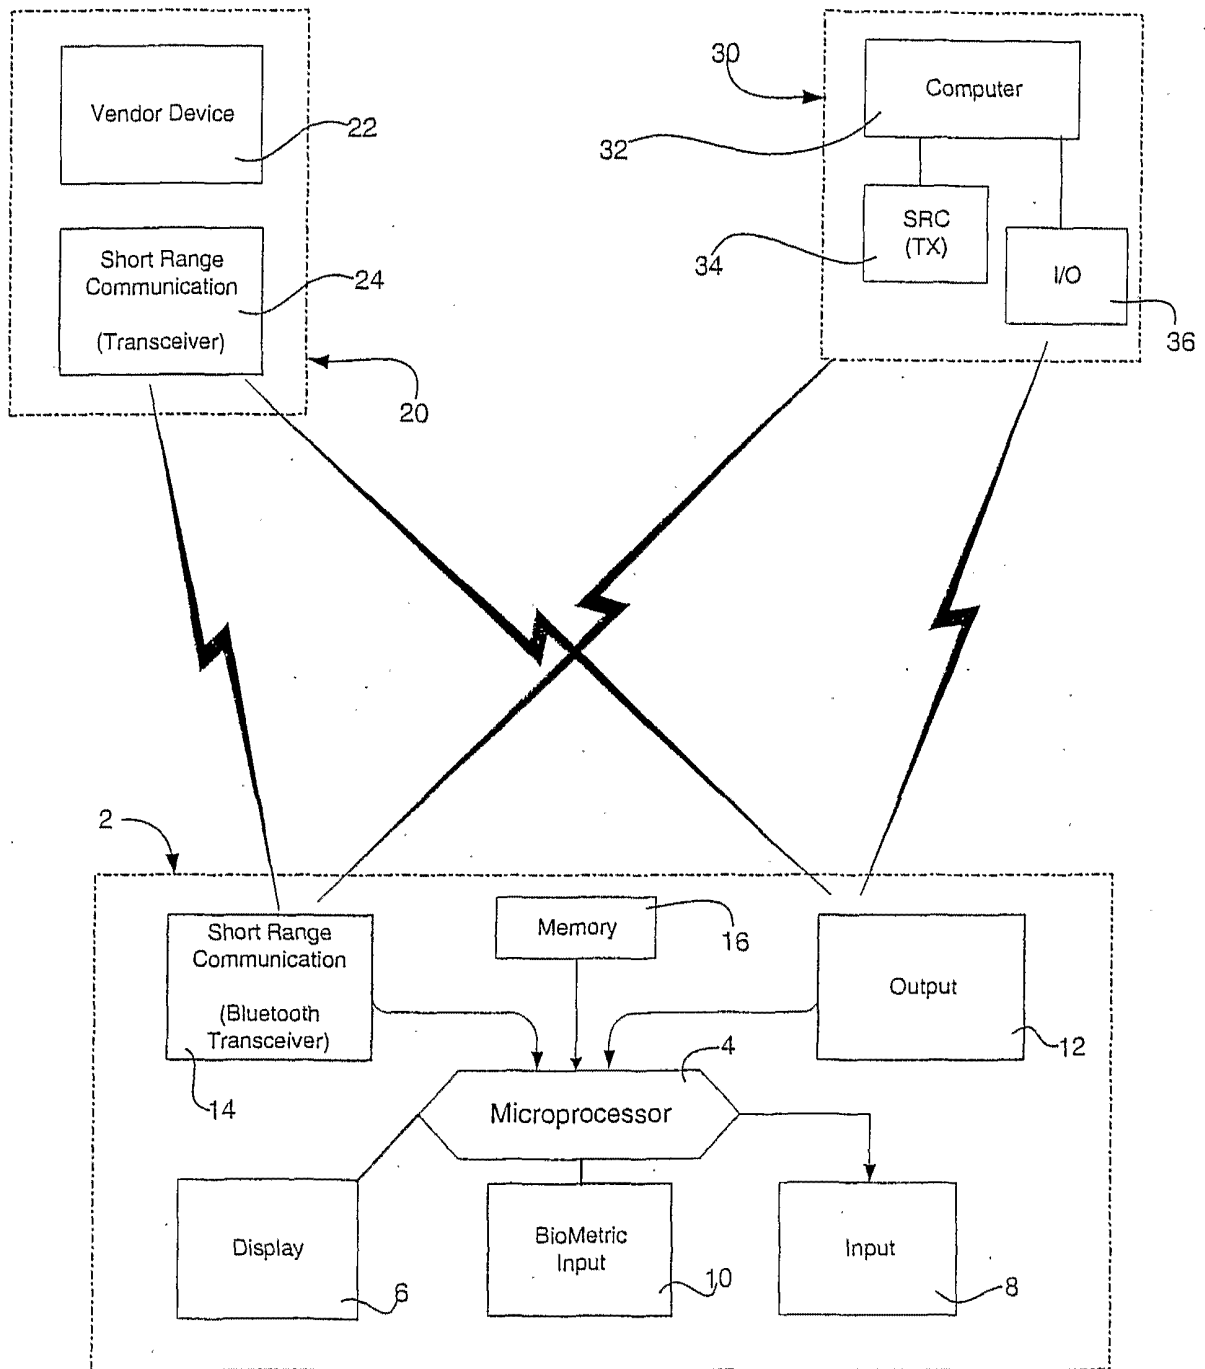 Vendor Device
22
Short Range
Communication
(Transceiver)
24
20
30
Computer
32
SRC
(TX)
34
I/O
36
2
Short Range
Communication
(Bluetooth
Transceiver)
14
Memory
16
Output
12
4
Microprocessor
Display
6
BioMetric
Input
10
Input
8